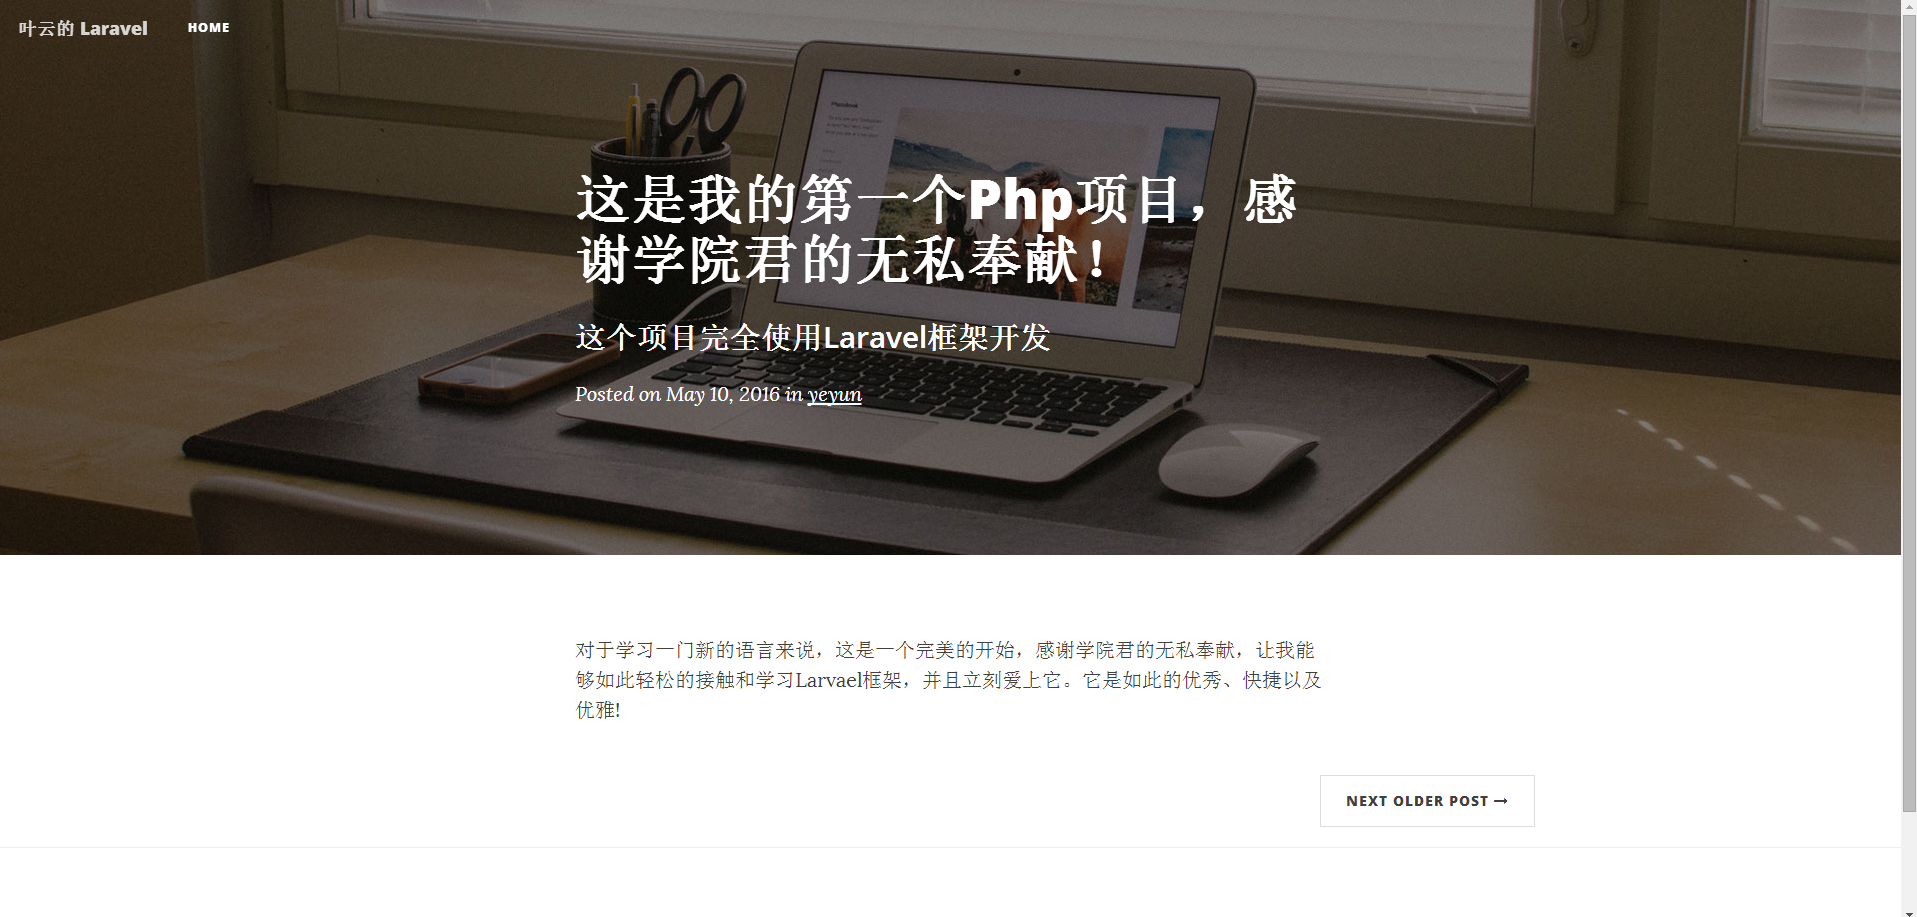 叶云的 Laravel HOME
这是我的第一个Php项目，感
谢学院君的无私奉献！
这个项目完全使用Laravel框架开发
Posted on May 10, 2016 in yeyun
对于学习一门新的语言来说，这是一个完美的开始，感谢学院君的无私奉献，让我能
够如此轻松的接触和学习Larvael框架，并且立刻爱上它。它是如此的优秀、快捷以及
优雅!
NEXT OLDER POST →